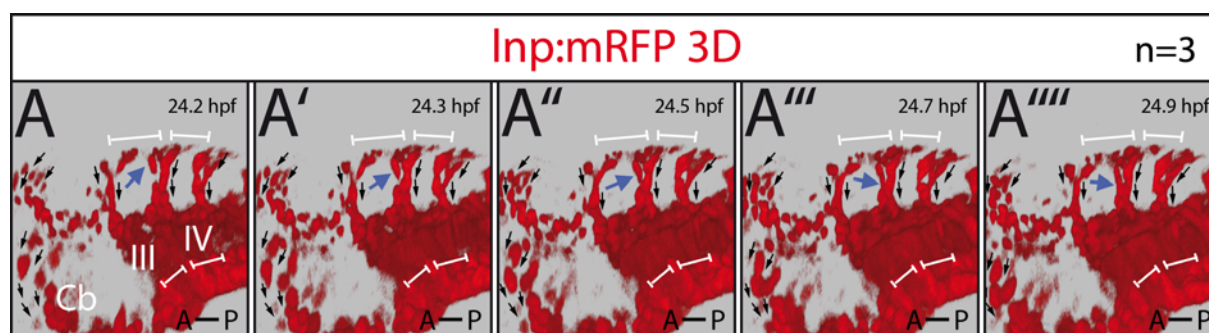 lnp:mRFP 3D
n=3
A
24.2 hpf
III
IV
Cb
A—P
A'
24.3 hpf
A—P
A''
24.5 hpf
A—P
A'''
24.7 hpf
A—P
A''''
24.9 hpf
A—P